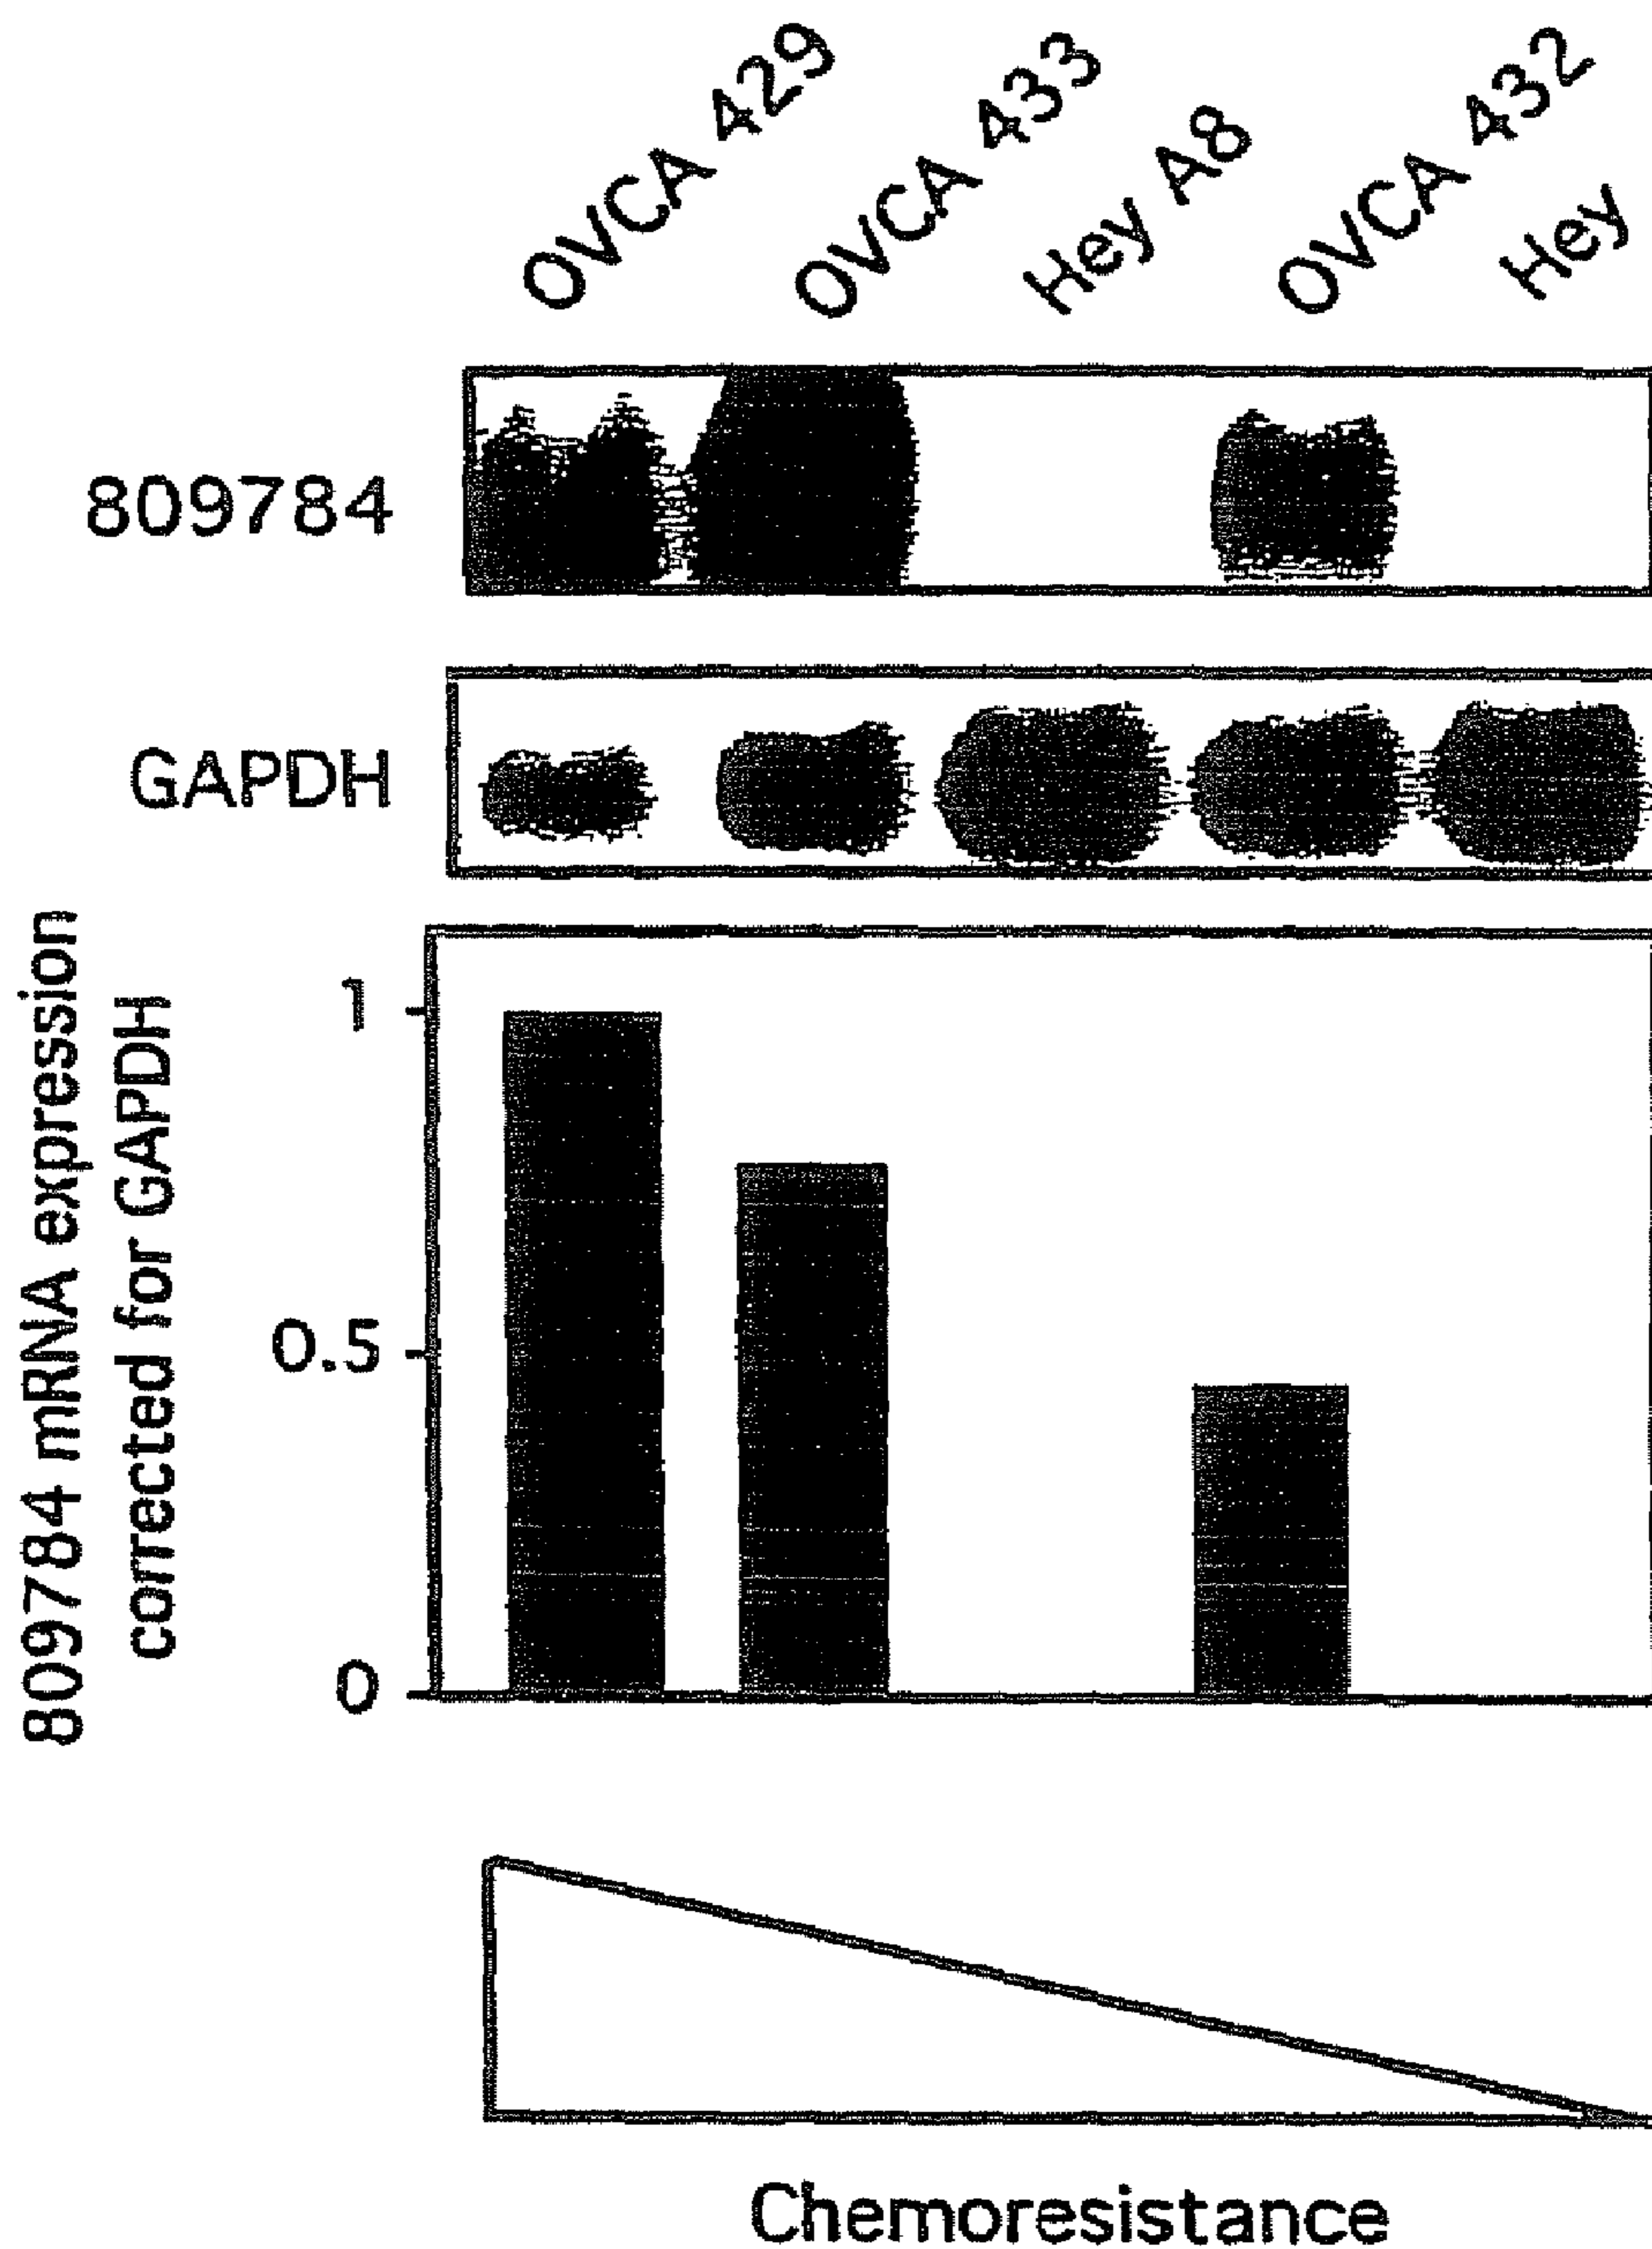 OVCA 429
OVCA 433
Hey A8
OVCA 432
Hey
809784
GAPDH
809784 mRNA expression
corrected for GAPDH
1
0.5
0
Chemoresistance